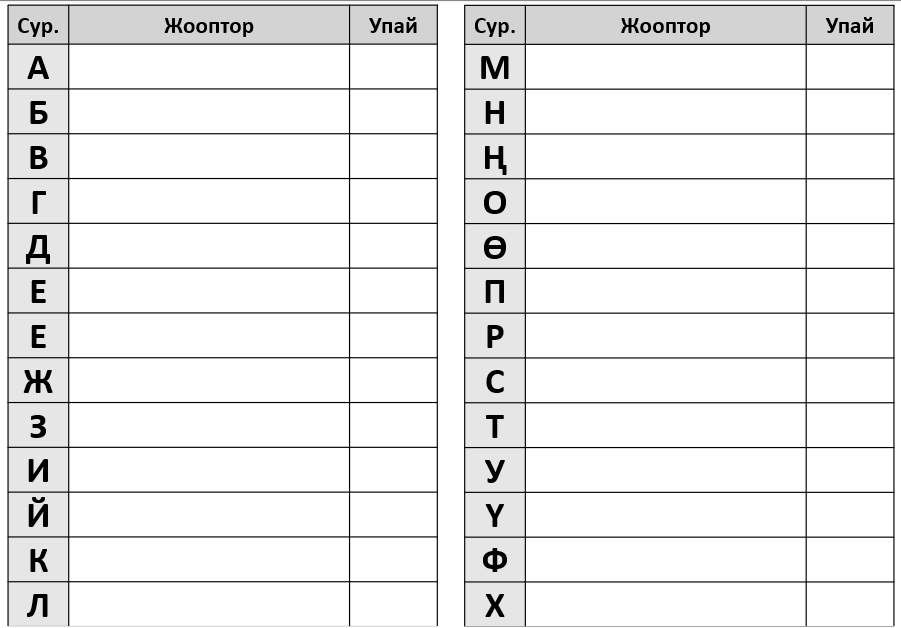 Сур. Жооптор Упай
А
Б
В
Г
Д
Е
Е
Ж
З
И
Й
К
Л
Сур. Жооптор Упай
М
Н
Ң
О
Ө
П
Р
С
Т
У
Ү
Ф
Х